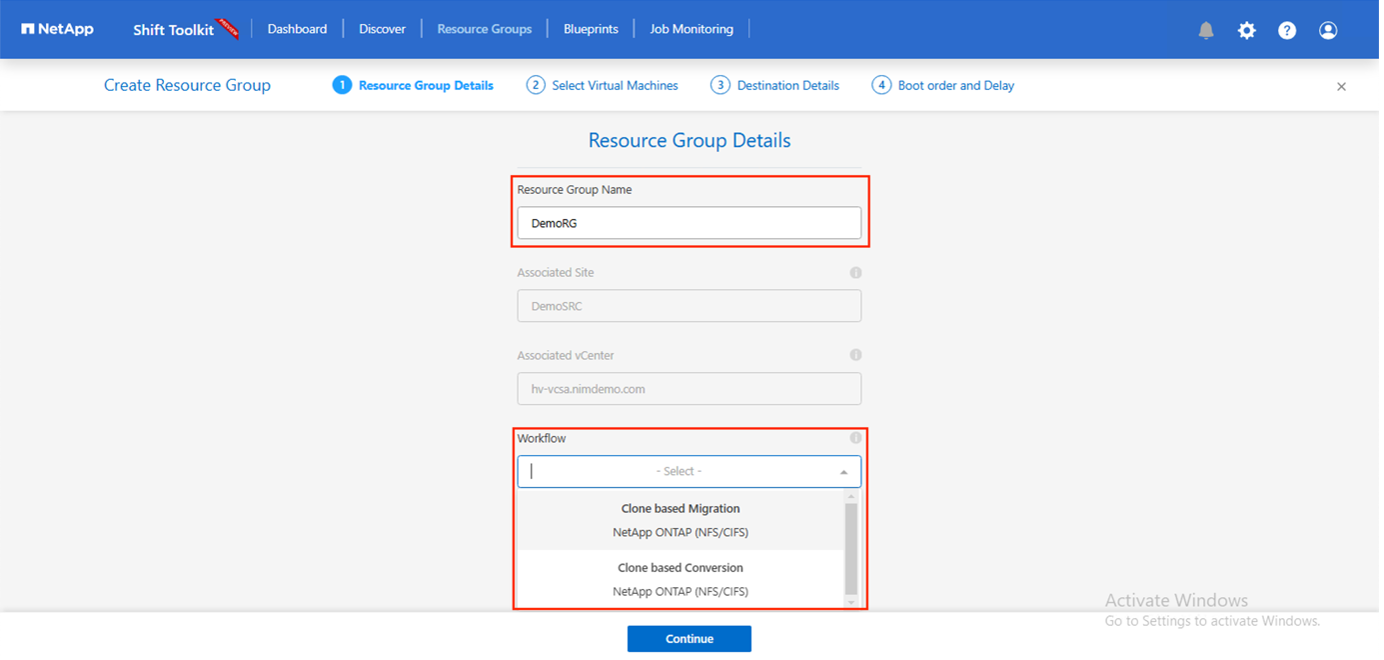 NetApp Shift Toolkit PREVIEW Dashboard Discover Resource Groups Blueprints Job Monitoring
Create Resource Group 1 Resource Group Details 2 Select Virtual Machines 3 Destination Details 4 Boot order and Delay
Resource Group Details
Resource Group Name
DemoRG
Associated Site
DemoSRC
Associated vCenter
hv-vcsa.nimdemo.com
Workflow
- Select -
Clone based Migration
NetApp ONTAP (NFS/CIFS)
Clone based Conversion
NetApp ONTAP (NFS/CIFS)
Activate Windows
Go to Settings to activate Windows.
Continue